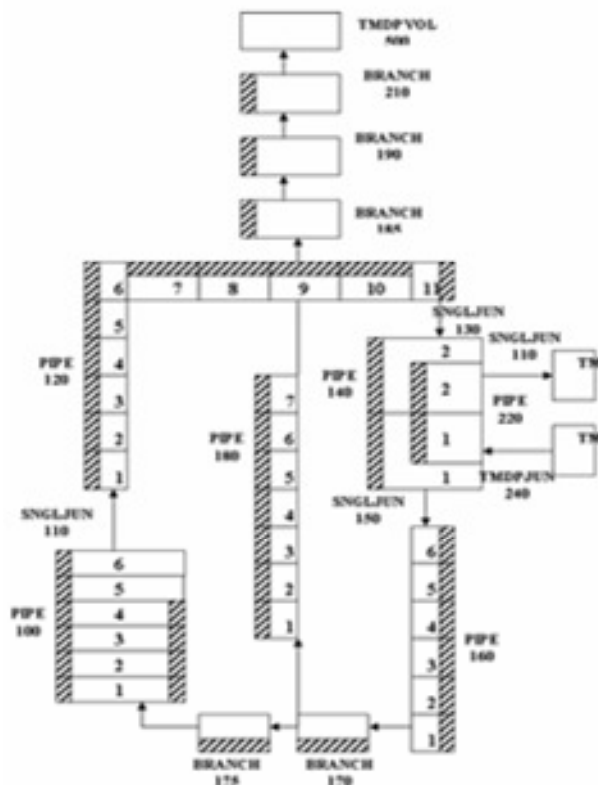 TMDPVOL
500
BRANCH
210
BRANCH
190
BRANCH
185
6 7 8 9 10 11
5
4
3
2
1
PIPE
120
SNGLJUN
130
SNGLJUN
110
TM
PIPE
140
2
2
PIPE
220
1
1
TM
TMDPJUN
240
SNGLJUN
150
PIPE
180
7
6
5
4
3
2
1
SNGLJUN
110
PIPE
100
6
5
4
3
2
1
6
5
4
3
2
1
PIPE
160
BRANCH
175
BRANCH
170